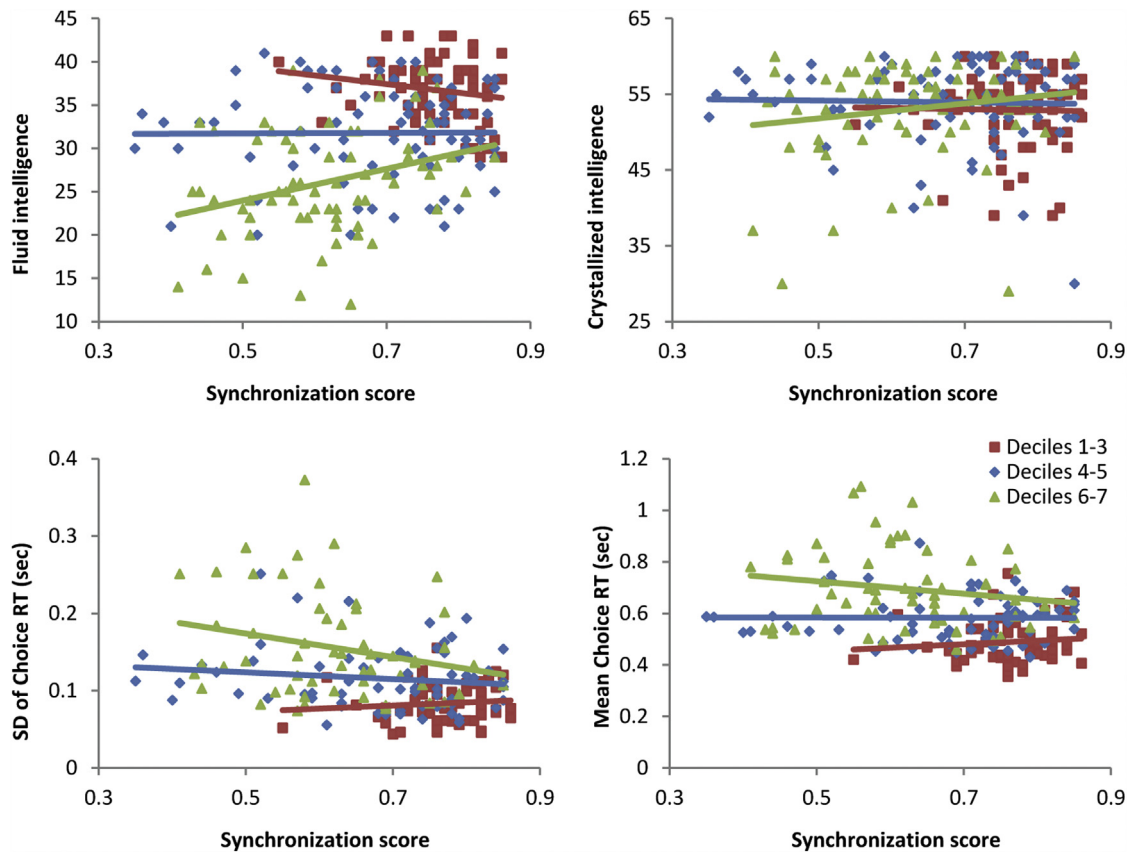 45
40
35
30
25
20
15
10
Fluid intelligence
0.3 0.5 0.7 0.9
Synchronization score
65
55
45
35
25
Crystallized intelligence
0.3 0.5 0.7 0.9
Synchronization score
0.4
0.3
0.2
0.1
0
SD of Choice RT (sec)
0.3 0.5 0.7 0.9
Synchronization score
1.2
1
0.8
0.6
0.4
0.2
0
Mean Choice RT (sec)
Deciles 1-3
Deciles 4-5
Deciles 6-7
0.3 0.5 0.7 0.9
Synchronization score